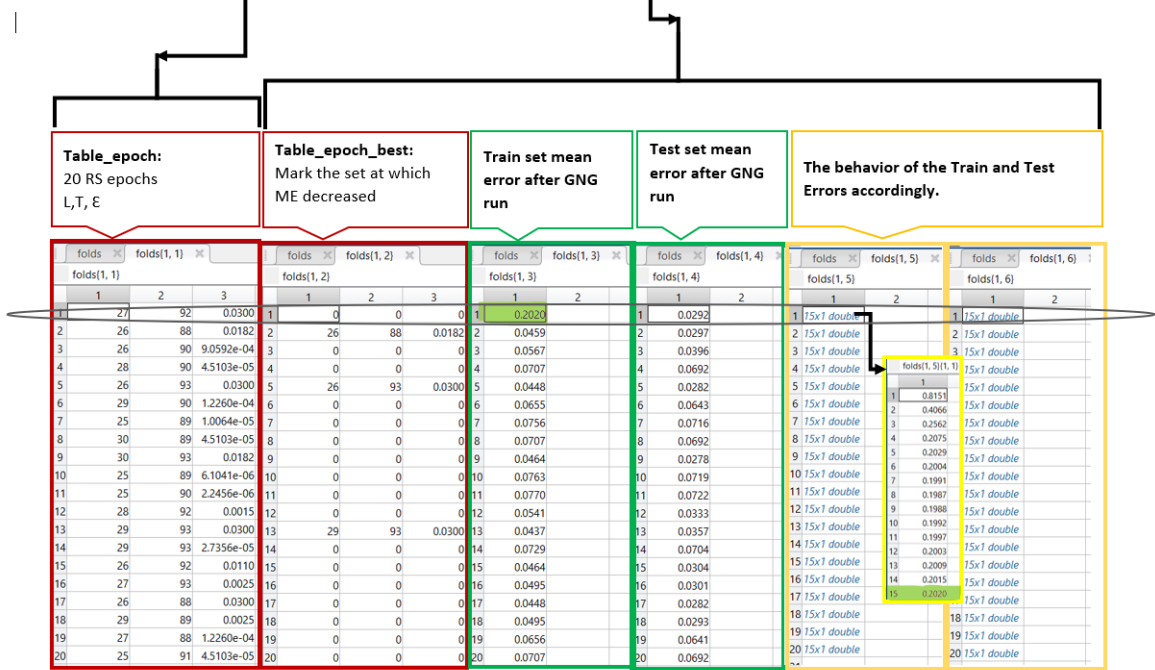 Table_epoch:
20 RS epochs
L,T, Ɛ
Table_epoch_best:
Mark the set at which
ME decreased
Train set mean
error after GNG
run
Test set mean
error after GNG
run
The behavior of the Train and Test
Errors accordingly.
folds folds{1, 1}
folds{1, 1}
1 2 3
1 27 92 0.0300
2 26 88 0.0182
3 26 90 9.0592e-04
4 28 90 4.5103e-05
5 26 93 0.0300
6 29 90 1.2260e-04
7 25 89 1.0064e-05
8 30 89 4.5103e-05
9 30 93 0.0182
10 25 89 6.1041e-06
11 25 90 2.2456e-06
12 28 92 0.0015
13 29 93 0.0300
14 29 93 2.7356e-05
15 26 92 0.0110
16 27 93 0.0025
17 26 88 0.0300
18 29 89 0.0025
19 27 88 1.2260e-04
20 25 91 4.5103e-05
folds folds{1, 2}
folds{1, 2}
1 2 3
1 0 0 0
2 26 88 0.0182
3 0 0 0
4 0 0 0
5 26 93 0.0300
6 0 0 0
7 0 0 0
8 0 0 0
9 0 0 0
10 0 0 0
11 0 0 0
12 0 0 0
13 29 93 0.0300
14 0 0 0
15 0 0 0
16 0 0 0
17 0 0 0
18 0 0 0
19 0 0 0
20 0 0 0
folds folds{1, 3}
folds{1, 3}
1 2
1 0.2020
2 0.0459
3 0.0567
4 0.0707
5 0.0448
6 0.0655
7 0.0756
8 0.0707
9 0.0464
10 0.0763
11 0.0770
12 0.0541
13 0.0437
14 0.0729
15 0.0464
16 0.0495
17 0.0448
18 0.0495
19 0.0656
20 0.0707
folds folds{1, 4}
folds{1, 4}
1 2
1 0.0292
2 0.0297
3 0.0396
4 0.0692
5 0.0282
6 0.0643
7 0.0716
8 0.0692
9 0.0278
10 0.0719
11 0.0722
12 0.0333
13 0.0357
14 0.0704
15 0.0304
16 0.0301
17 0.0282
18 0.0293
19 0.0641
20 0.0692
folds folds{1, 5}
folds{1, 5}
1 2
1 15x1 double
2 15x1 double
3 15x1 double
4 15x1 double
5 15x1 double
6 15x1 double
7 15x1 double
8 15x1 double
9 15x1 double
10 15x1 double
11 15x1 double
12 15x1 double
13 15x1 double
14 15x1 double
15 15x1 double
16 15x1 double
17 15x1 double
18 15x1 double
19 15x1 double
20 15x1 double
folds{1, 5}{1, 1}
1
1 0.8151
2 0.4066
3 0.2562
4 0.2075
5 0.2029
6 0.2004
7 0.1991
8 0.1987
9 0.1988
10 0.1992
11 0.1997
12 0.2003
13 0.2009
14 0.2015
15 0.2020
folds folds{1, 6}
folds{1, 6}
1 2
1 15x1 double
2 15x1 double
3 15x1 double
15x1 double
15x1 double
15x1 double
15x1 double
15x1 double
15x1 double
15x1 double
15x1 double
15x1 double
15x1 double
15x1 double
15x1 double
15x1 double
15x1 double
18 15x1 double
19 15x1 double
20 15x1 double